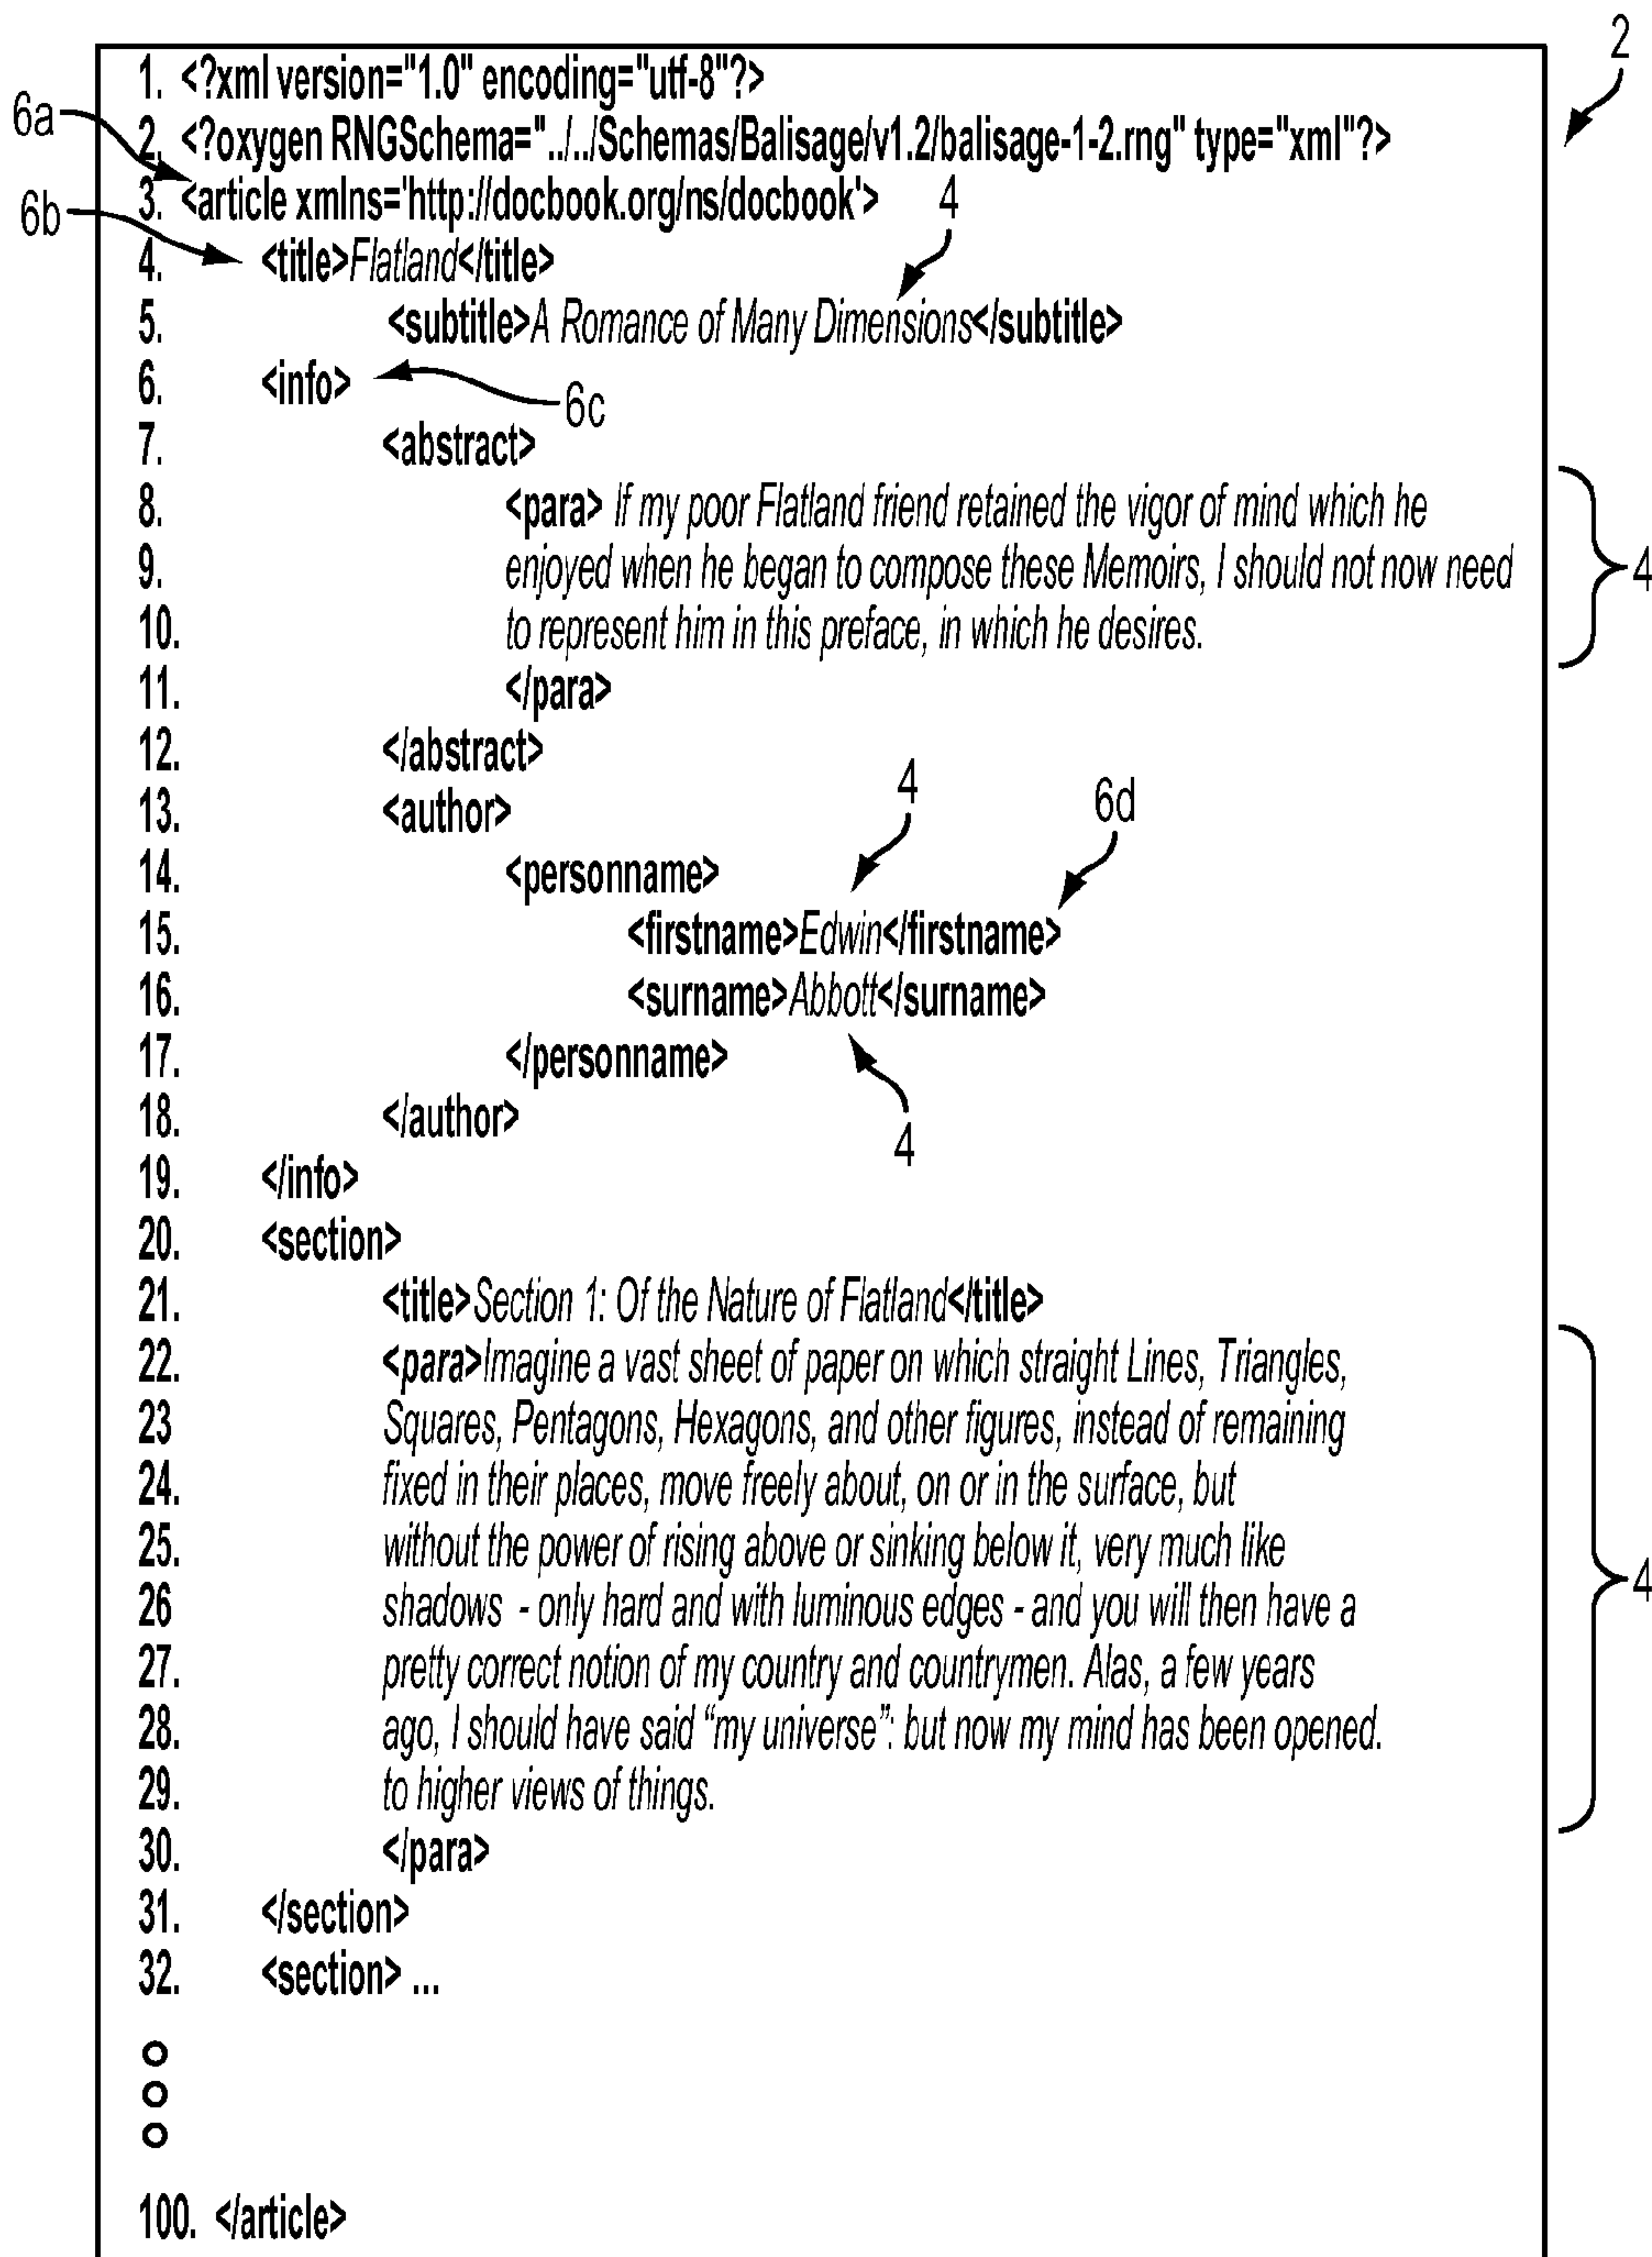 2
1. <?xml version="1.0" encoding="utf-8"?>
6a
2. <?oxygen RNGSchema="../../Schemas/Balisage/v1.2/balisage-1-2.rng" type="xml"?>
3. <article xmlns='http://docbook.org/ns/docbook'>
4
6b
4. <title>Flatland</title>
5. <subtitle>A Romance of Many Dimensions</subtitle>
6. <info>
6c
7. <abstract>
8. <para> If my poor Flatland friend retained the vigor of mind which he
9. enjoyed when he began to compose these Memoirs, I should not now need
4
10. to represent him in this preface, in which he desires.
11. </para>
12. </abstract>
4
6d
13. <author>
14. <personname>
15. <firstname>Edwin</firstname>
16. <surname>Abbott</surname>
17. </personname>
18. </author>
4
19. </info>
20. <section>
21. <title>Section 1: Of the Nature of Flatland</title>
22. <para>Imagine a vast sheet of paper on which straight Lines, Triangles,
23 Squares, Pentagons, Hexagons, and other figures, instead of remaining
24. fixed in their places, move freely about, on or in the surface, but
25. without the power of rising above or sinking below it, very much like
4
26 shadows - only hard and with luminous edges - and you will then have a
27. pretty correct notion of my country and countrymen. Alas, a few years
28. ago, I should have said “my universe”: but now my mind has been opened.
29. to higher views of things.
30. </para>
31. </section>
32. <section> ...
100. </article>